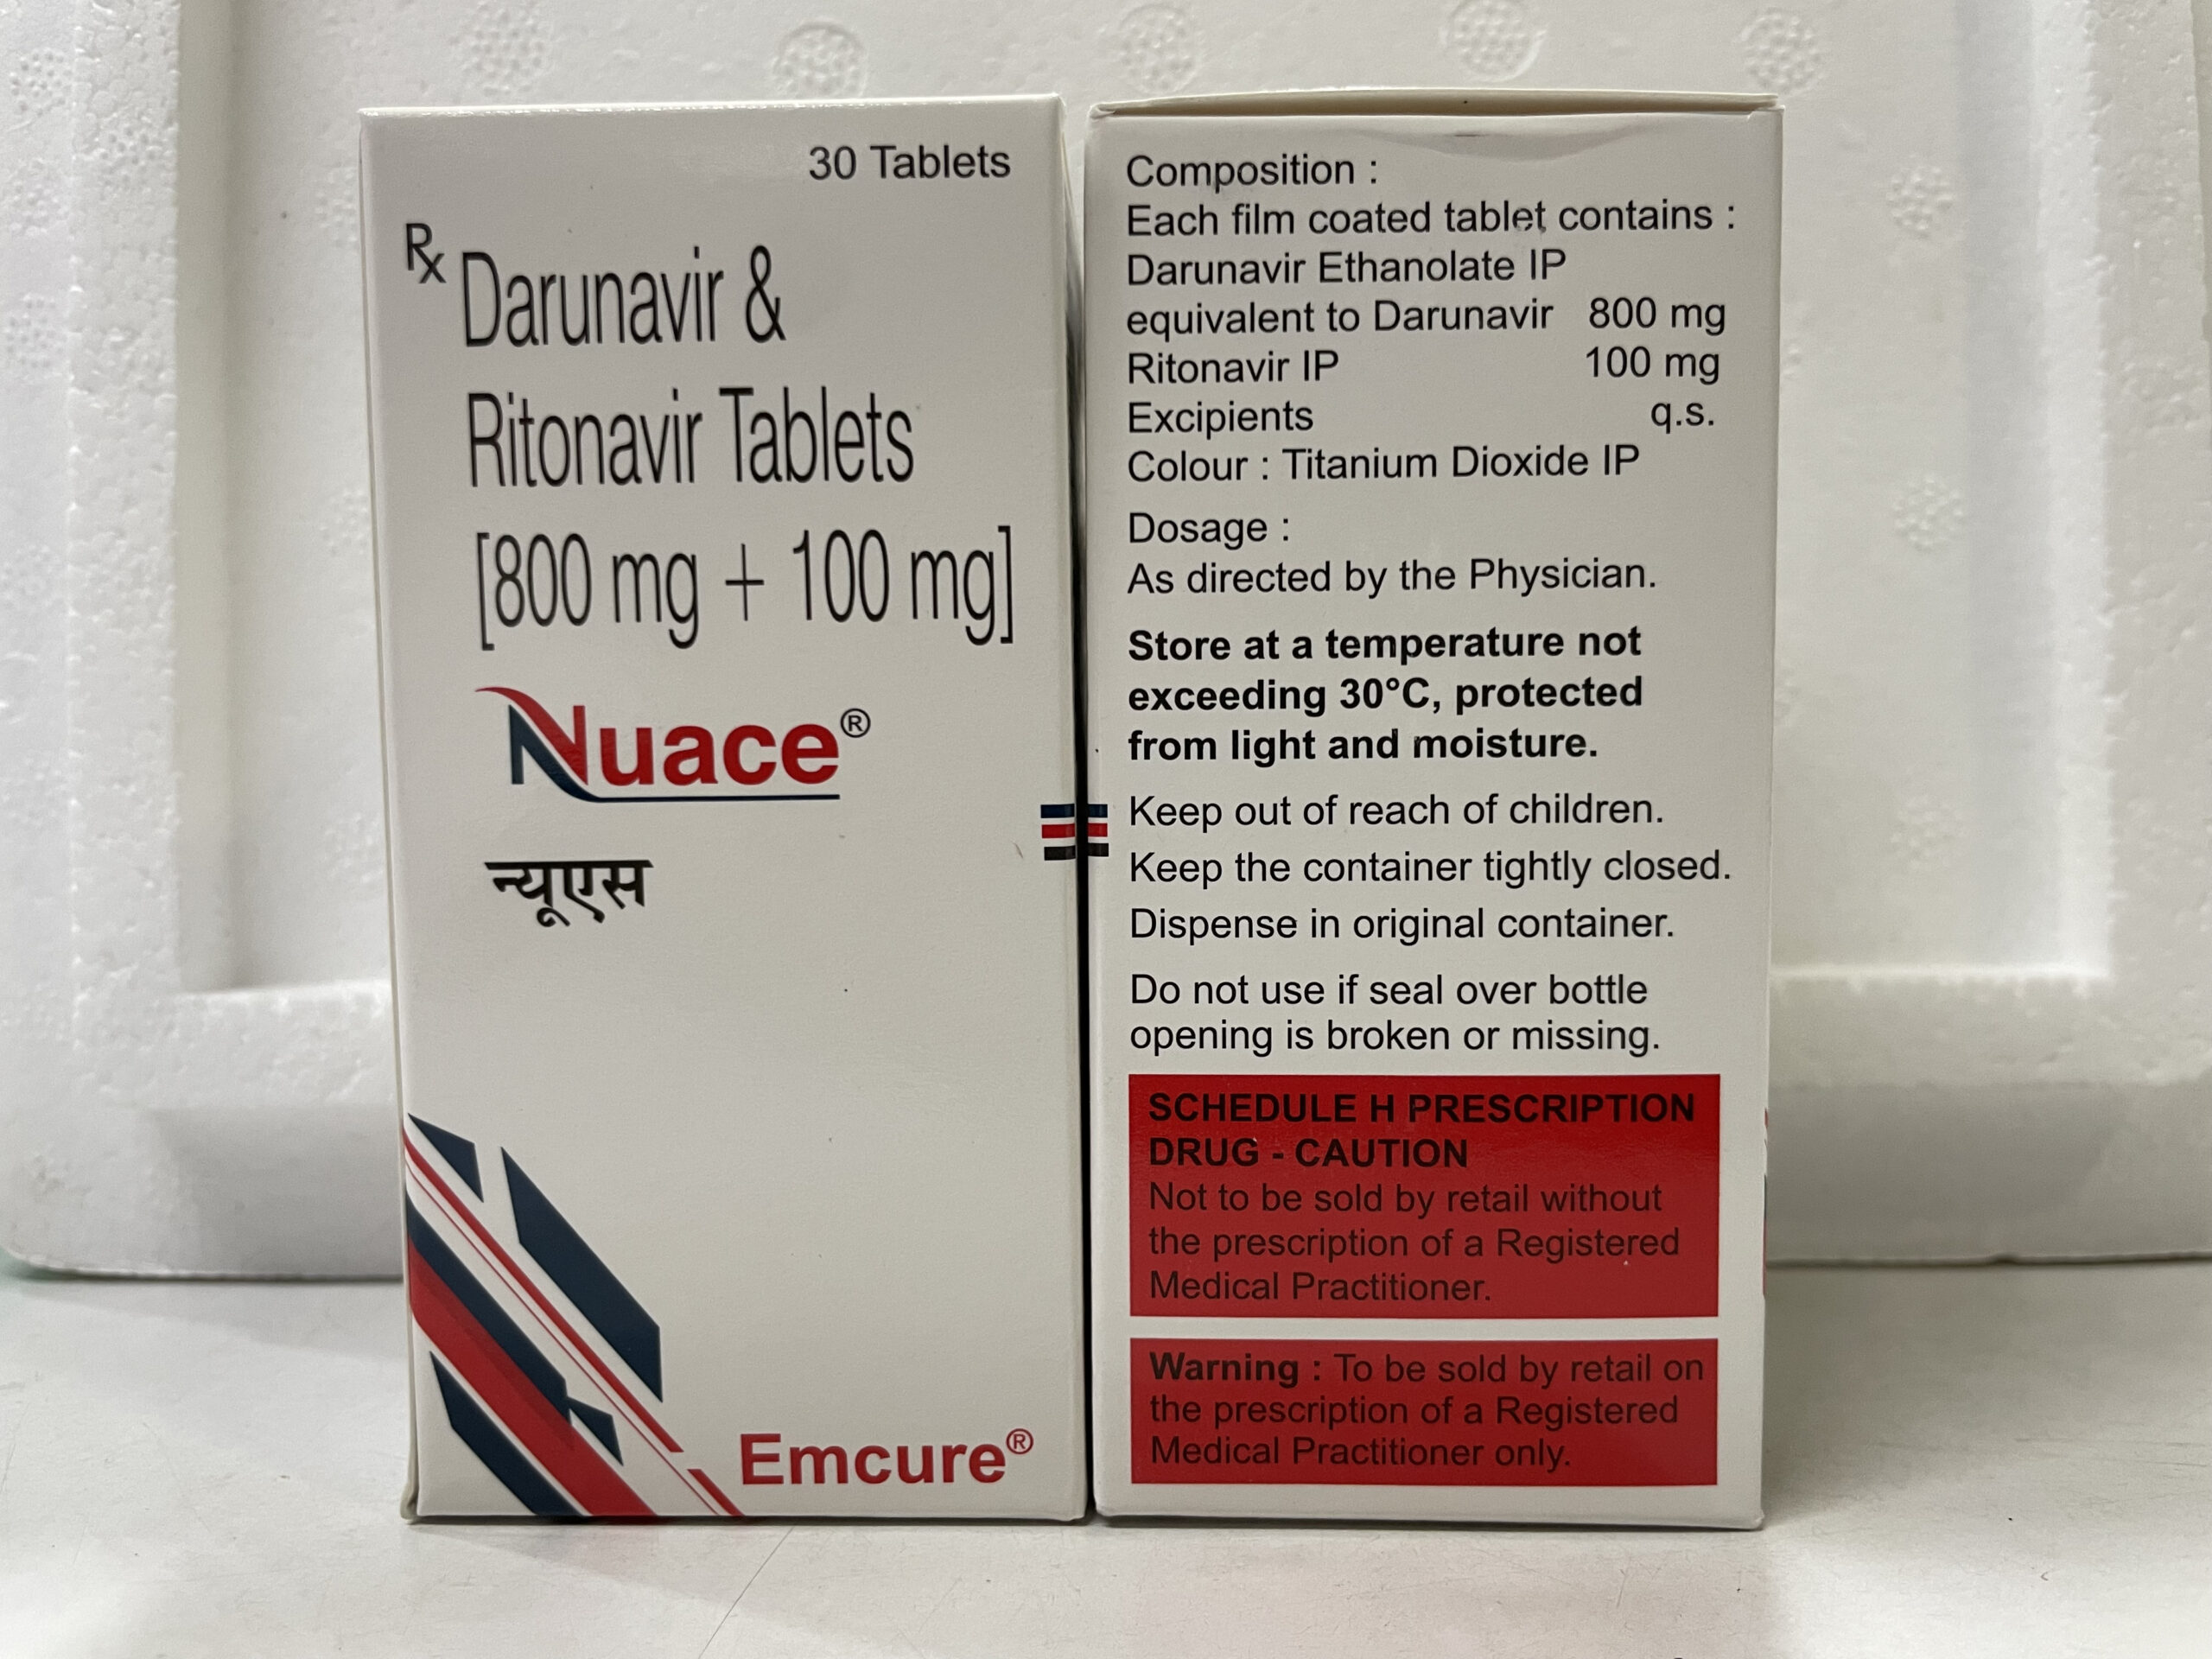 30 Tablets
Rx Darunavir &
Ritonavir Tablets
[800 mg + 100 mg]
Nuace®
न्यूएस
Emcure®
Composition :
Each film coated tablet contains :
Darunavir Ethanolate IP
equivalent to Darunavir 800 mg
Ritonavir IP 100 mg
Excipients q.s.
Colour : Titanium Dioxide IP
Dosage :
As directed by the Physician.
Store at a temperature not
exceeding 30°C, protected
from light and moisture.
Keep out of reach of children.
Keep the container tightly closed.
Dispense in original container.
Do not use if seal over bottle
opening is broken or missing.
SCHEDULE H PRESCRIPTION
DRUG - CAUTION
Not to be sold by retail without
the prescription of a Registered
Medical Practitioner.
Warning : To be sold by retail on
the prescription of a Registered
Medical Practitioner only.